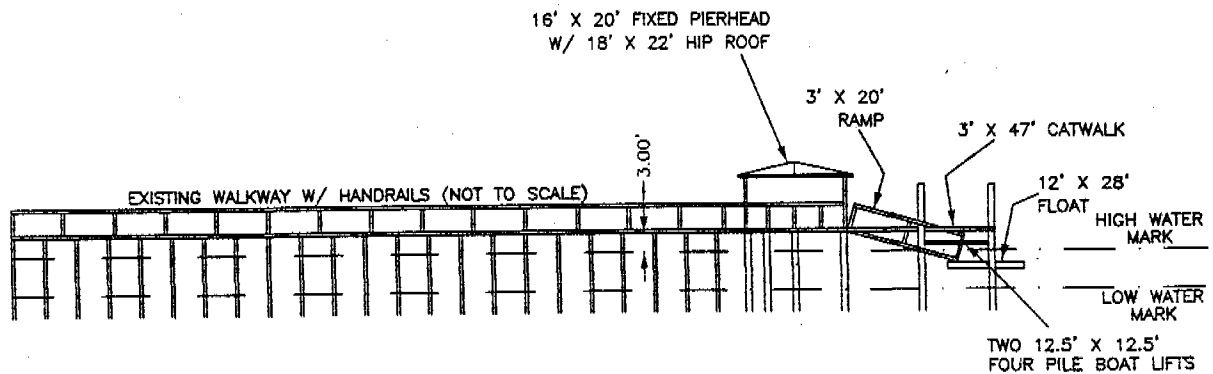 16' X 20' FIXED PIERHEAD
W/ 18' X 22' HIP ROOF
3' X 20'
RAMP
3' X 47' CATWALK
3.00'
EXISTING WALKWAY W/ HANDRAILS (NOT TO SCALE)
12' X 28'
FLOAT
HIGH WATER
MARK
LOW WATER
MARK
TWO 12.5' X 12.5'
FOUR PILE BOAT LIFTS